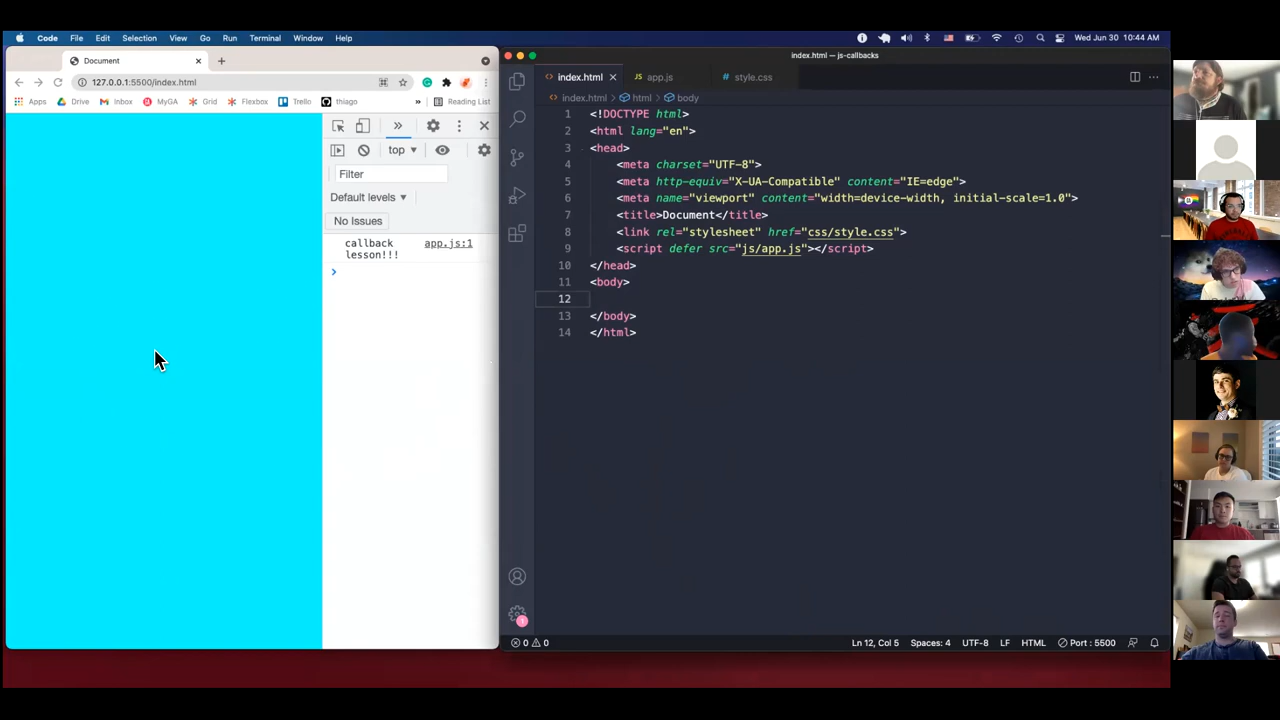 Code File Edit Selection View Go Run Terminal Window Help
Wed Jun 30 10:44 AM
Document
127.0.0.1:5500/index.html
Apps Drive Inbox MyGA Grid Flexbox Trello thiago » Reading List
top
Filter
Default levels
No Issues
callback app.js:1
lesson!!!
index.html — js-callbacks
index.html app.js style.css
index.html html body
1 <!DOCTYPE html>
2 <html lang="en">
3 <head>
4 <meta charset="UTF-8">
5 <meta http-equiv="X-UA-Compatible" content="IE=edge">
6 <meta name="viewport" content="width=device-width, initial-scale=1.0">
7 <title>Document</title>
8 <link rel="stylesheet" href="css/style.css">
9 <script defer src="js/app.js"></script>
10 </head>
11 <body>
12
13 </body>
14 </html>
1
0 0 Ln 12, Col 5 Spaces: 4 UTF-8 LF HTML Port : 5500